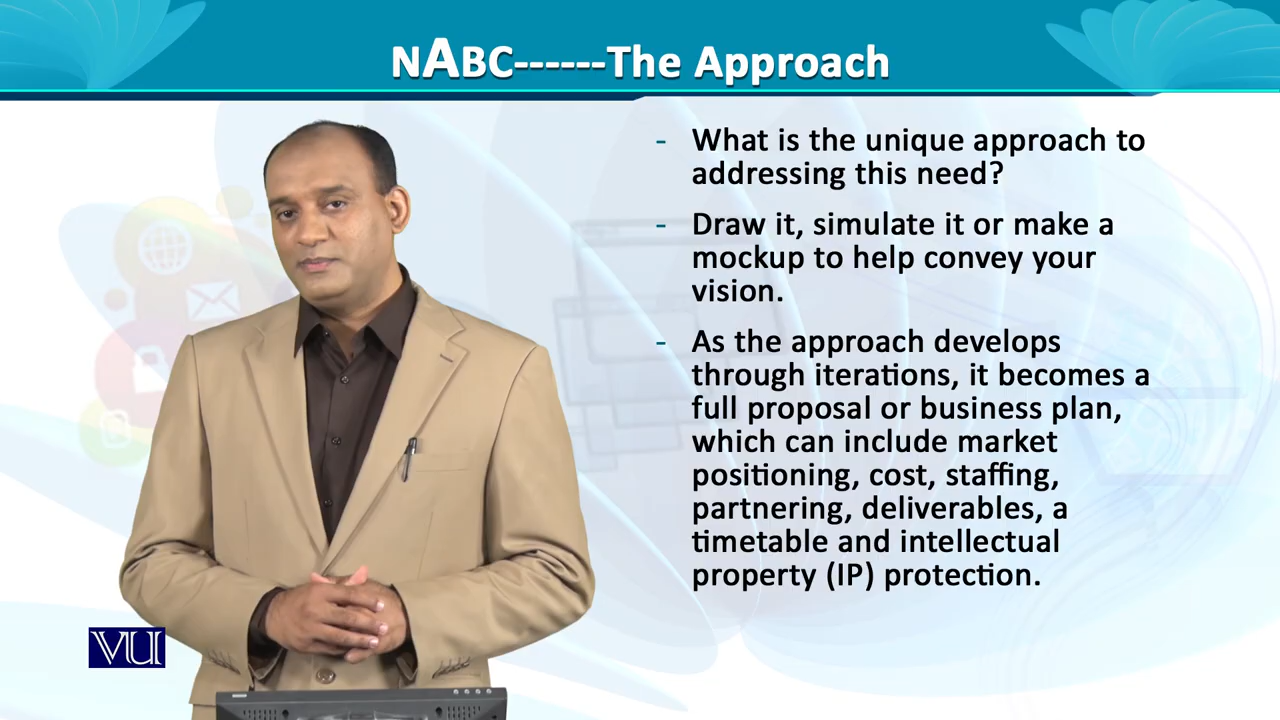 NABC------The Approach
- What is the unique approach to
addressing this need?
- Draw it, simulate it or make a
mockup to help convey your
vision.
- As the approach develops
through iterations, it becomes a
full proposal or business plan,
which can include market
positioning, cost, staffing,
partnering, deliverables, a
timetable and intellectual
property (IP) protection.
VU